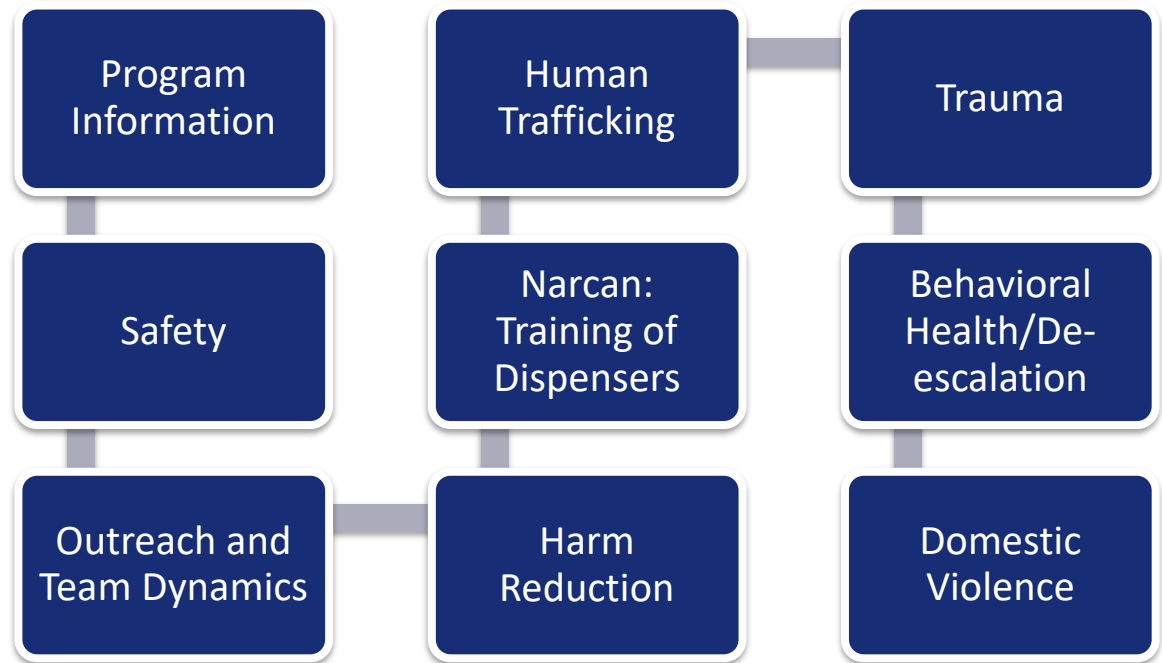 Program
Information
Safety
Outreach and
Team Dynamics
Harm
Reduction
Narcan:
Training of
Dispensers
Human
Trafficking
Trauma
Behavioral
Health/De-
escalation
Domestic
Violence